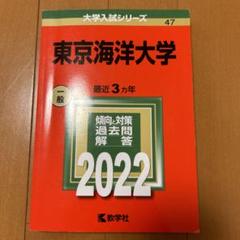 大学入試シリーズ
47
東京海洋大学
一般
最近3カ年
傾向と対策
過去問
解答
2022
教学社